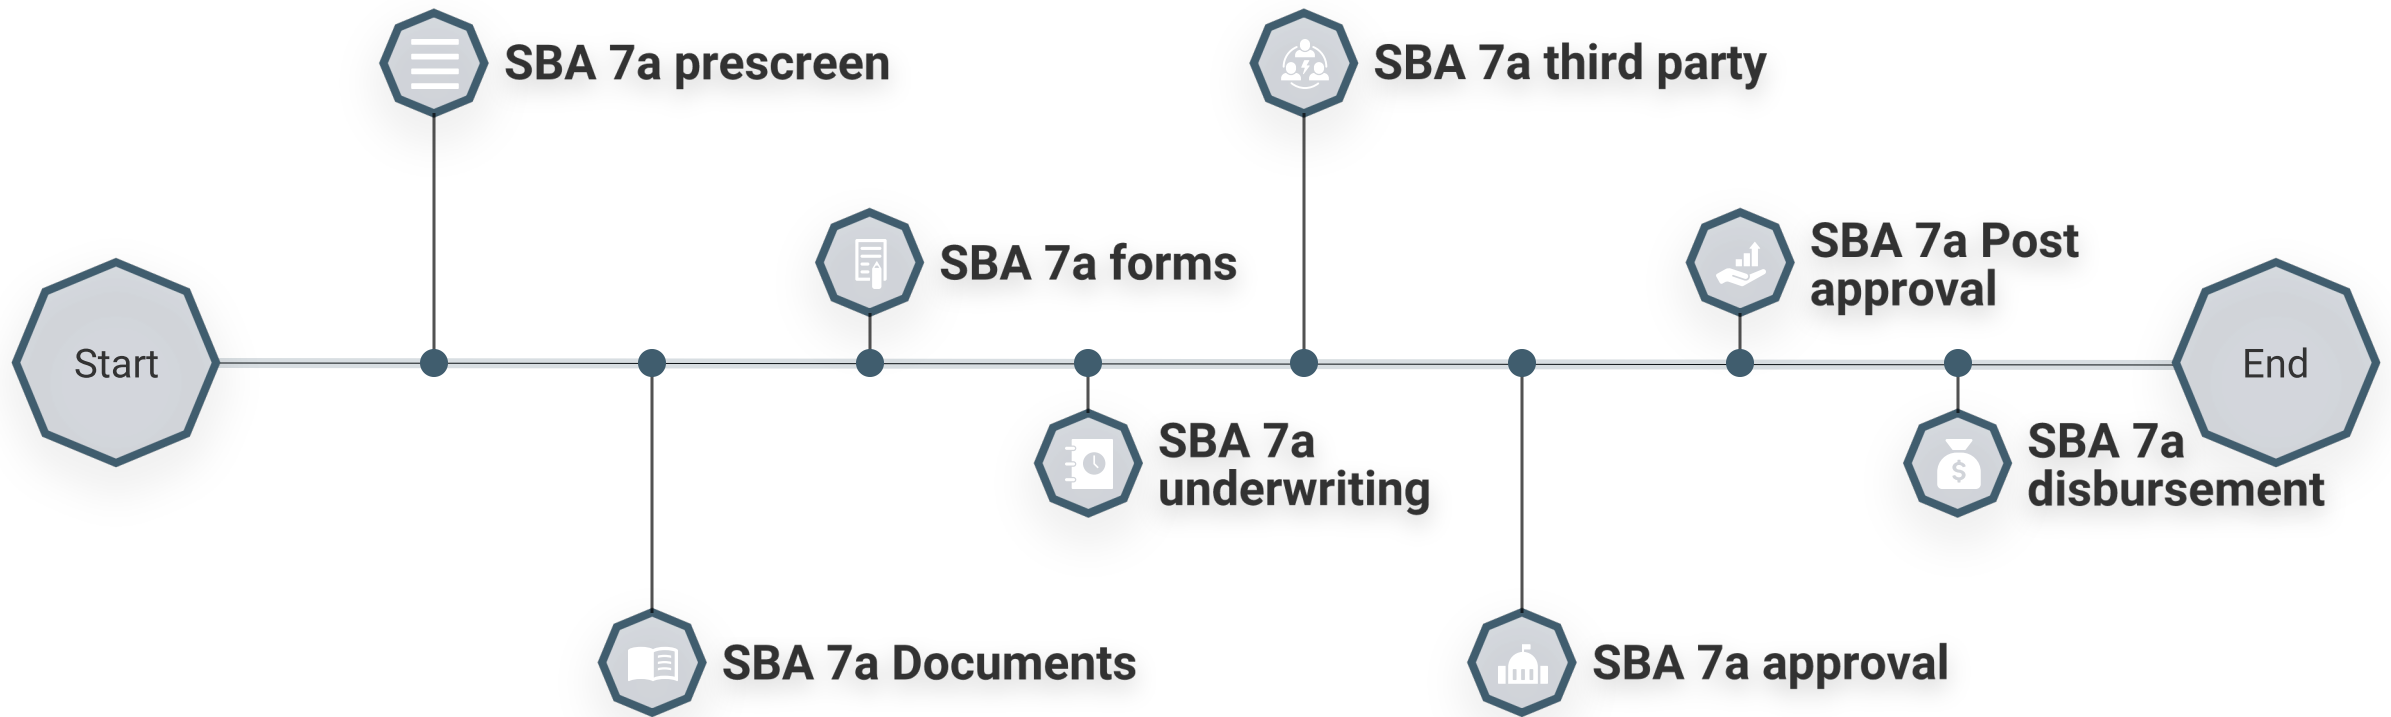 Start
SBA 7a prescreen
SBA 7a Documents
SBA 7a forms
SBA 7a
underwriting
SBA 7a third party
SBA 7a approval
SBA 7a Post
approval
SBA 7a
disbursement
End
$